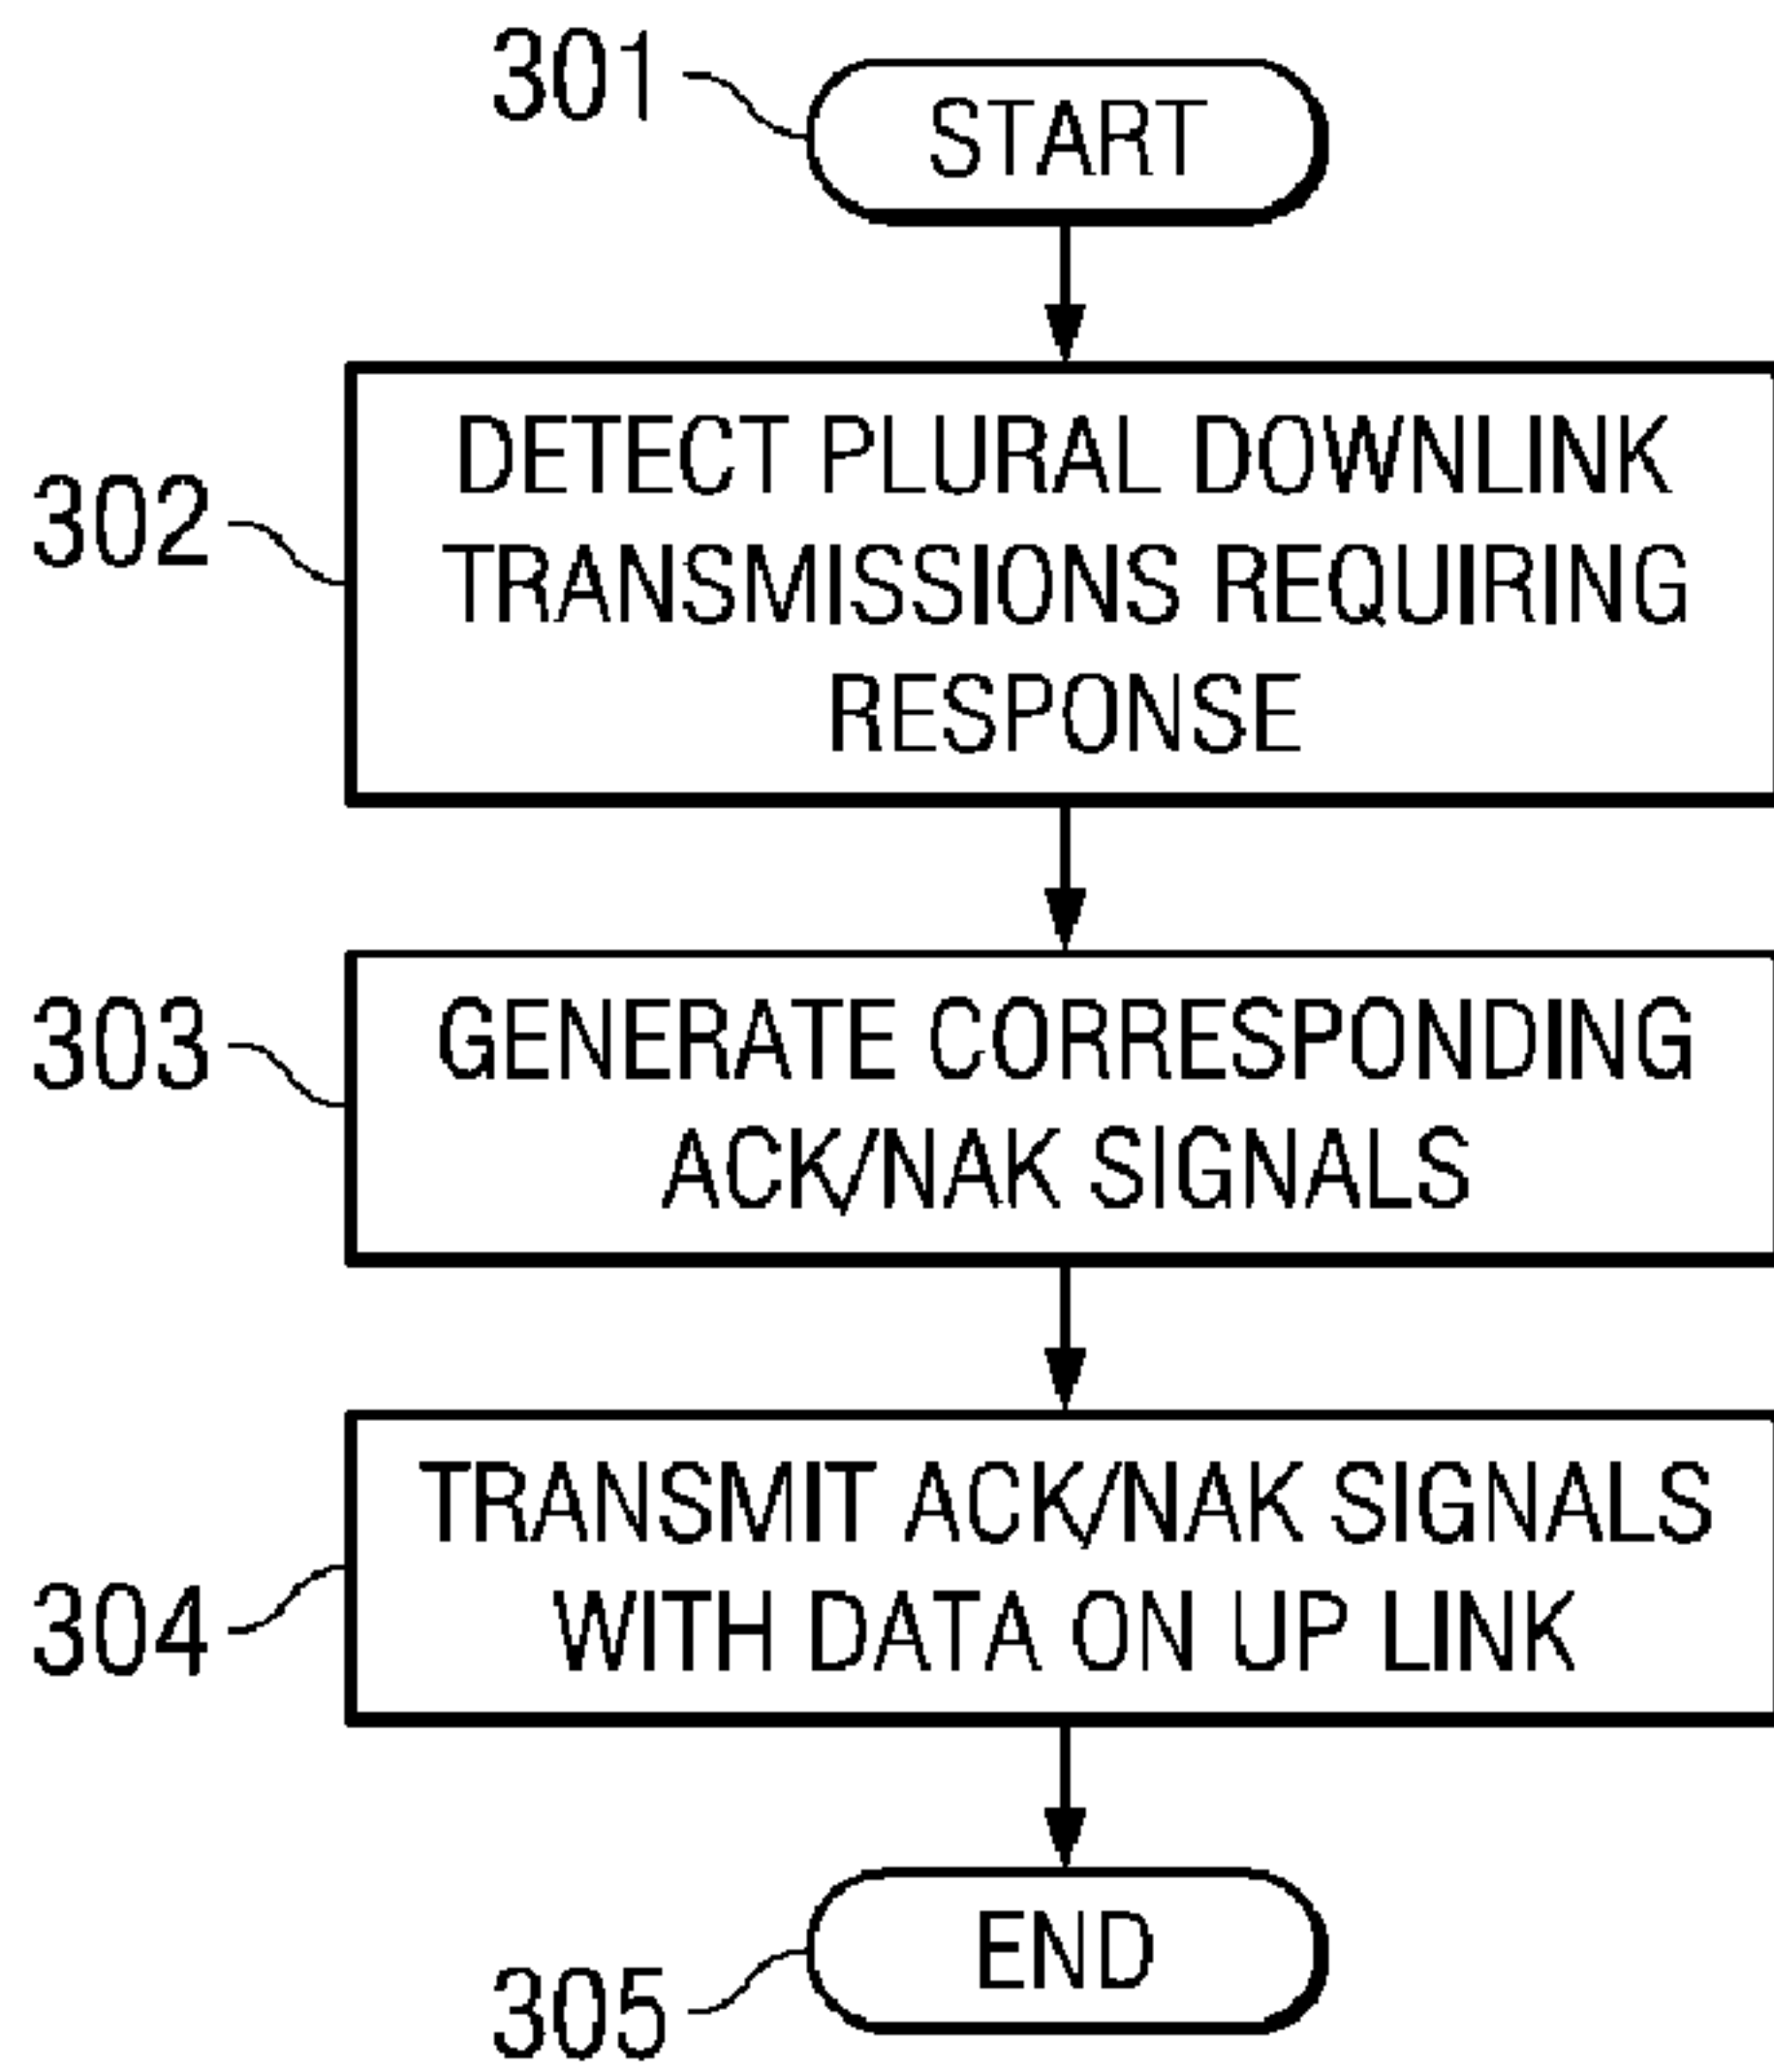 301
START
302
DETECT PLURAL DOWNLINK
TRANSMISSIONS REQUIRING
RESPONSE
303
GENERATE CORRESPONDING
ACK/NAK SIGNALS
304
TRANSMIT ACK/NAK SIGNALS
WITH DATA ON UP LINK
305
END